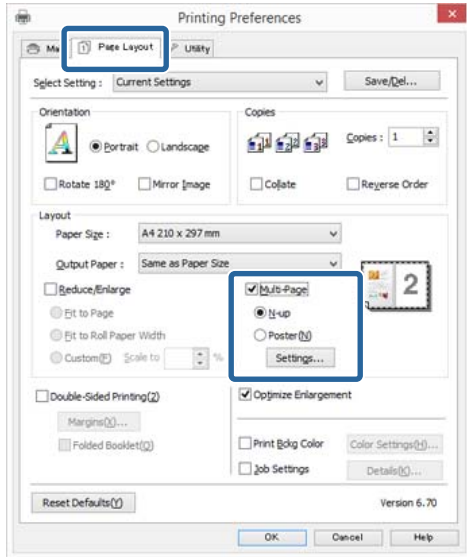 Printing Preferences
Page Layout Utility
Select Setting : Current Settings Save/Del...
Orientation Copies
Portrait Landscape Copies : 1
Rotate 180° Mirror Image Collate Reverse Order
Layout
Paper Size : A4 210 x 297 mm
Output Paper : Same as Paper Size
Reduce/Enlarge Multi-Page 2
Fit to Page N-up
Fit to Roll Paper Width Poster(N)
Custom(F) Scale to % Settings...
Double-Sided Printing(2) Optimize Enlargement
Margins(X)...
Folded Booklet(Q) Print Bckg Color Color Settings(H)...
Job Settings Details(K)...
Reset Defaults(Y) Version 6.70
OK Cancel Help